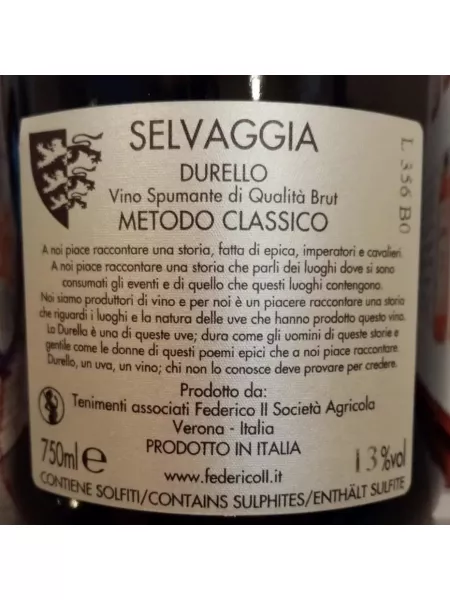 SELVAGGIA
DURELLO
Vino Spumante di Qualità Brut
METODO CLASSICO
L 356 B0
A noi piace raccontare una storia, fatta di epica, imperatori e cavalieri.
A noi piace raccontare una storia che parli dei luoghi dove si sono
consumati gli eventi e di quello che questi luoghi contengono.
Noi siamo produttori di vino e per noi è un piacere raccontare una storia
che riguardi i luoghi e la natura delle uve che hanno prodotto questo vino.
La Durella è una di queste uve; dura come gli uomini di queste storie e
gentile come le donne di questi poemi epici che a noi piace raccontare.
Durello, un uva, un vino; chi non lo conosce deve provare per credere.
Prodotto da:
Tenimenti associati Federico II Società Agricola
Verona - Italia
750ml e
PRODOTTO IN ITALIA
13%vol
www.federicoII.it
CONTIENE SOLFITI/CONTAINS SULPHITES/ENTHÄLT SULFITE